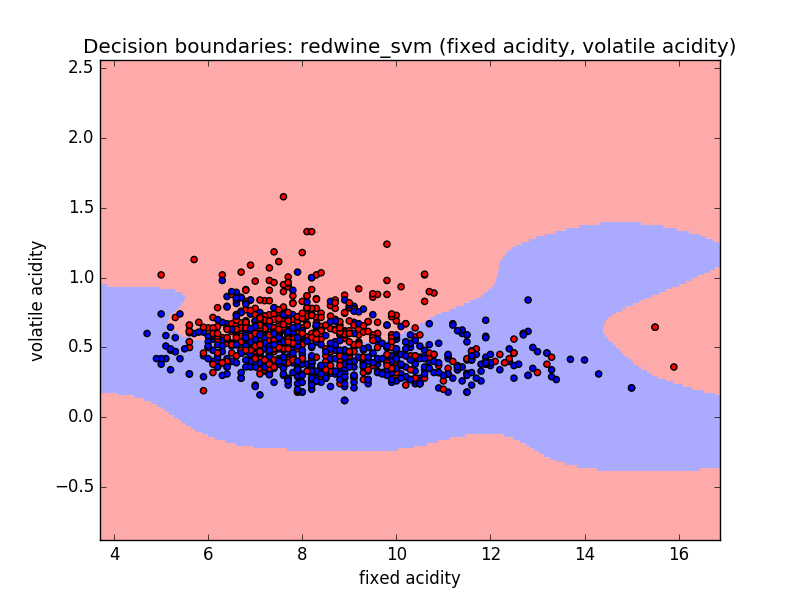 Decision boundaries: redwine_svm (fixed acidity, volatile acidity)
2.5
2.0
1.5
1.0
0.5
0.0
−0.5
volatile acidity
4 6 8 10 12 14 16
fixed acidity